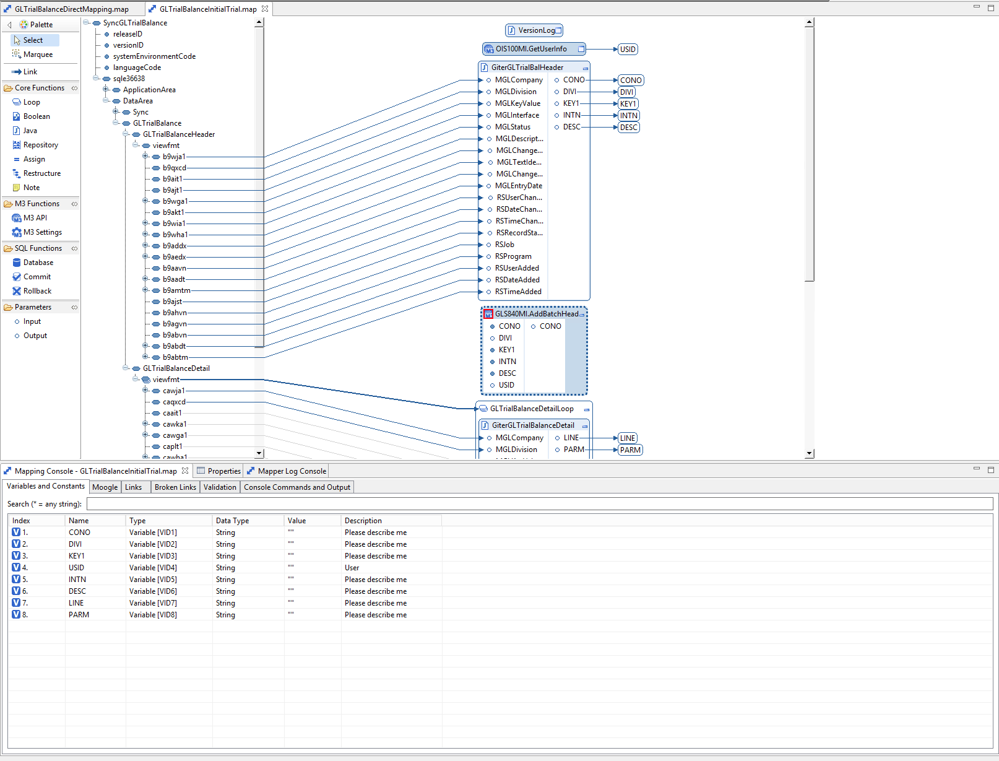 GLTrialBalanceDirectMapping.map
GLTrialBalanceInitialTrial.map
Palette
Select
Marquee
Link
Core Functions
Loop
Boolean
Java
Repository
Assign
Restructure
Note
M3 Functions
M3 API
M3 Settings
SQL Functions
Database
Commit
Rollback
Parameters
Input
Output
SyncGLTrialBalance
releaseID
versionID
systemEnvironmentCode
languageCode
sqle36638
ApplicationArea
DataArea
Sync
GLTrialBalance
GLTrialBalanceHeader
viewfmt
b9wja1
b9qxcd
b9ait1
b9ajt1
b9wga1
b9akt1
b9wia1
b9wha1
b9addx
b9aedx
b9aavn
b9aadt
b9amtm
b9ajst
b9ahvn
b9agvn
b9abvn
b9abdt
b9abtm
GLTrialBalanceDetail
viewfmt
cawja1
caqxcd
caait1
cawka1
cawga1
caplt1
cawha1
VersionLog
OIS100MI.GetUserInfo USID
GiterGLTrialBalHeader
MGLCompany CONO CONO
MGLDivision DIVI DIVI
MGLKeyValue KEY1 KEY1
MGLInterface INTN INTN
MGLStatus DESC DESC
MGLDescript...
MGLChange...
MGLTextIde...
MGLChange...
MGLEntryDate
RSUserChan...
RSDateChan...
RSTimeChan...
RSRecordSta...
RSJob
RSProgram
RSUserAdded
RSDateAdded
RSTimeAdded
GLS840MI.AddBatchHead
CONO CONO
DIVI
KEY1
INTN
DESC
USID
GLTrialBalanceDetailLoop
GiterGLTrialBalanceDetail
MGLCompany LINE LINE
MGLDivision PARM PARM
Mapping Console - GLTrialBalanceInitialTrial.map Properties Mapper Log Console
Variables and Constants Moogle Links Broken Links Validation Console Commands and Output
Search (* = any string):
Index Name Type Data Type Value Description
V 1. CONO Variable [VID1] String "" Please describe me
V 2. DIVI Variable [VID2] String "" Please describe me
V 3. KEY1 Variable [VID3] String "" Please describe me
V 4. USID Variable [VID4] String "" User
V 5. INTN Variable [VID5] String "" Please describe me
V 6. DESC Variable [VID6] String "" Please describe me
V 7. LINE Variable [VID7] String "" Please describe me
V 8. PARM Variable [VID8] String "" Please describe me